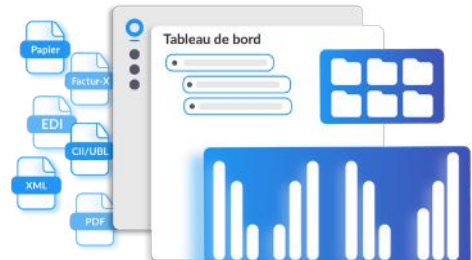 Tableau de bord
Papier
Factur-X
EDI
CII/UBL
XML
PDF